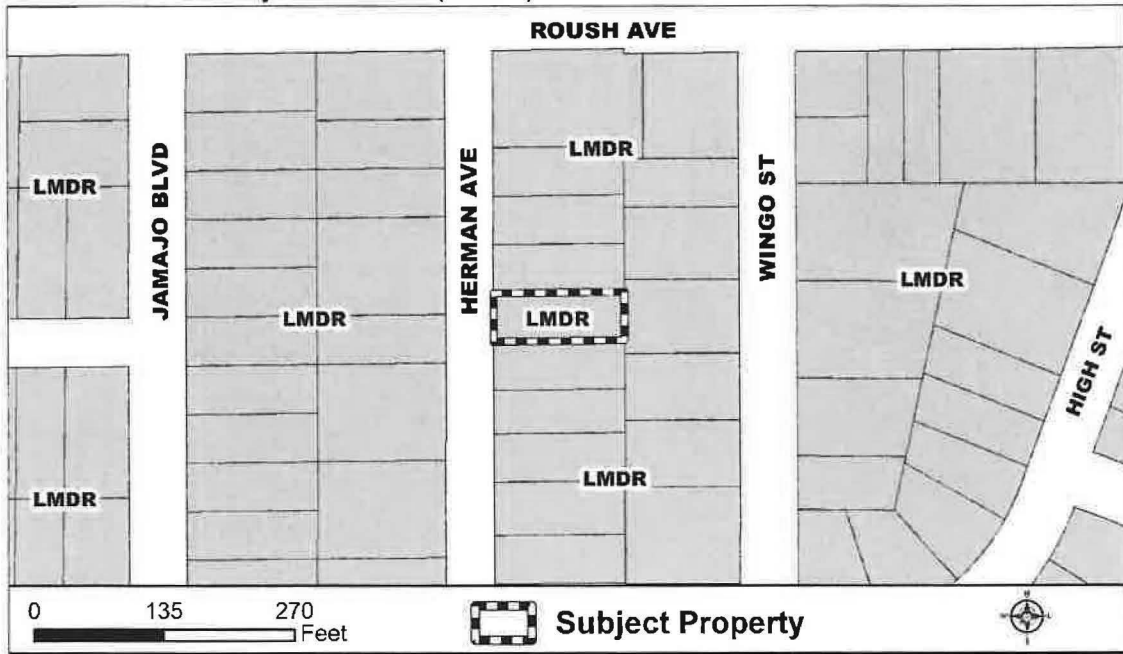 ROUSH AVE
LMDR
LMDR
JAMAJO BLVD
HERMAN AVE
WINGO ST
LMDR
LMDR
LMDR
HIGH ST
LMDR
LMDR
0 135 270
Feet
Subject Property
N